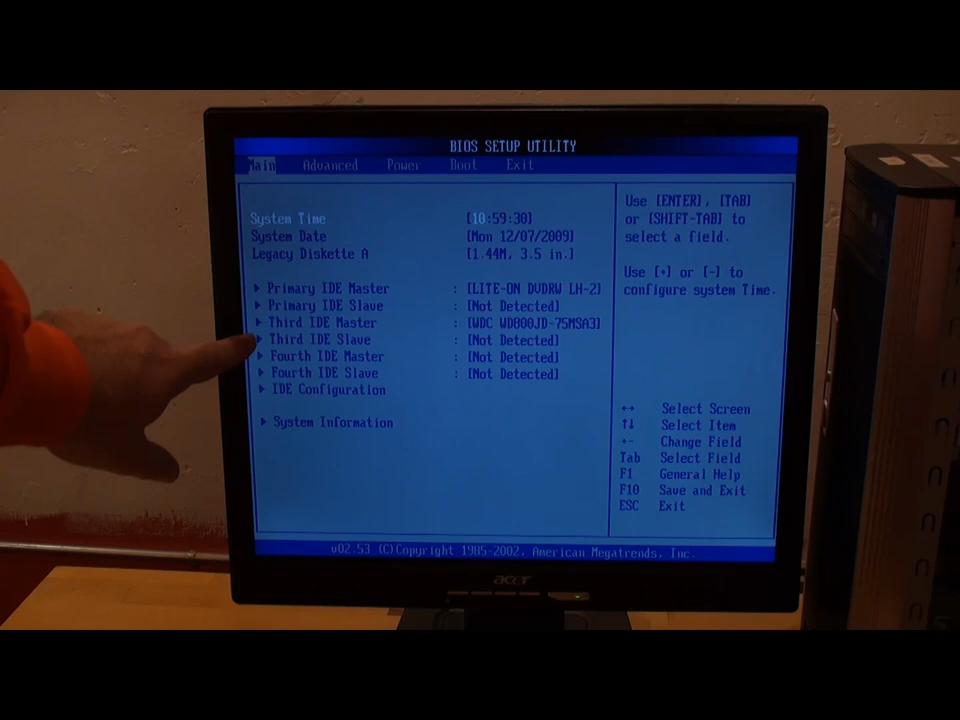 BIOS SETUP UTILITY
Main Advanced Power Boot Exit
System Time [10:59:30]
System Date [Mon 12/07/2009]
Legacy Diskette A [1.44M, 3.5 in.]
Primary IDE Master : [LITE-ON DVDRW LH-2]
Primary IDE Slave : [Not Detected]
Third IDE Master : [WDC WD800JD-75MSA3]
Third IDE Slave : [Not Detected]
Fourth IDE Master : [Not Detected]
Fourth IDE Slave : [Not Detected]
IDE Configuration
System Information
Use [ENTER], [TAB]
or [SHIFT-TAB] to
select a field.
Use [+] or [-] to
configure system Time.
↔ Select Screen
↑↓ Select Item
+- Change Field
Tab Select Field
F1 General Help
F10 Save and Exit
ESC Exit
v02.53 (C)Copyright 1985-2002, American Megatrends, Inc.
acer